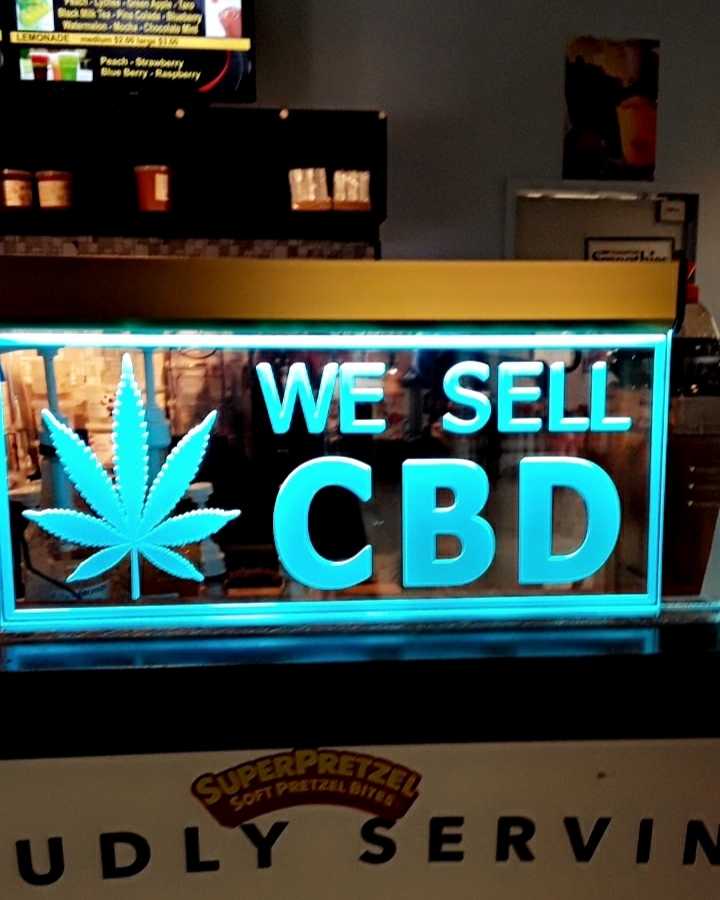 Peach - Lychee - Green Apple - Taro
Black Milk Tea - Pina Colada - Blueberry
Watermelon - Mocha - Chocolate Mint
LEMONADE medium $2.00 large $3.00
Peach - Strawberry
Blue Berry - Raspberry
Smoothies
WE SELL
CBD
SUPERPRETZEL
SOFT PRETZEL BITES
UDLY SERVIN